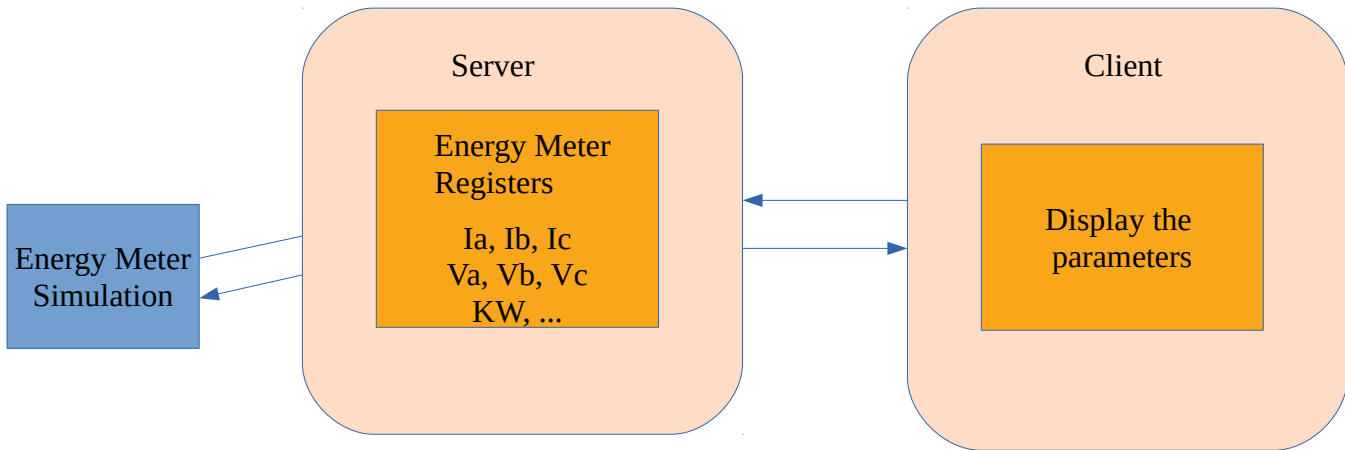 Server
Energy Meter
Registers
Ia, Ib, Ic
Va, Vb, Vc
KW, ...
Energy Meter
Simulation
Client
Display the
parameters